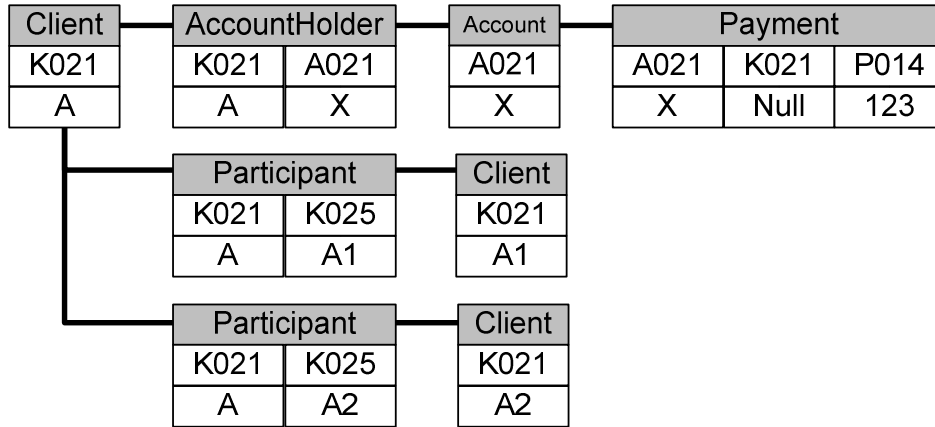 Client AccountHolder Account Payment
K021 K021 A021 A021 A021 K021 P014
A A X X X Null 123
Participant Client
K021 K025 K021
A A1 A1
Participant Client
K021 K025 K021
A A2 A2